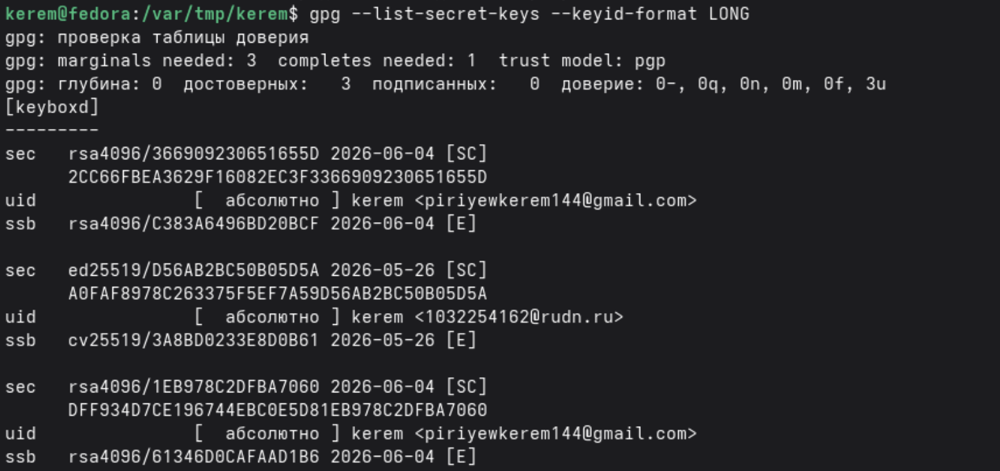 kerem@fedora:/var/tmp/kerem$ gpg --list-secret-keys --keyid-format LONG
gpg: проверка таблицы доверия
gpg: marginals needed: 3  completes needed: 1  trust model: pgp
gpg: глубина: 0  достоверных:   3  подписанных:   0  доверие: 0-, 0q, 0n, 0m, 0f, 3u
[keyboxd]
---------
sec   rsa4096/366909230651655D 2026-06-04 [SC]
      2CC66FBEA3629F16082EC3F3366909230651655D
uid               [  абсолютно ] kerem <piriyewkerem144@gmail.com>
ssb   rsa4096/C383A6496BD20BCF 2026-06-04 [E]

sec   ed25519/D56AB2BC50B05D5A 2026-05-26 [SC]
      A0FAF8978C263375F5EF7A59D56AB2BC50B05D5A
uid               [  абсолютно ] kerem <1032254162@rudn.ru>
ssb   cv25519/3A8BD0233E8D0B61 2026-05-26 [E]

sec   rsa4096/1EB978C2DFBA7060 2026-06-04 [SC]
      DFF934D7CE196744EBC0E5D81EB978C2DFBA7060
uid               [  абсолютно ] kerem <piriyewkerem144@gmail.com>
ssb   rsa4096/61346D0CAFAAD1B6 2026-06-04 [E]